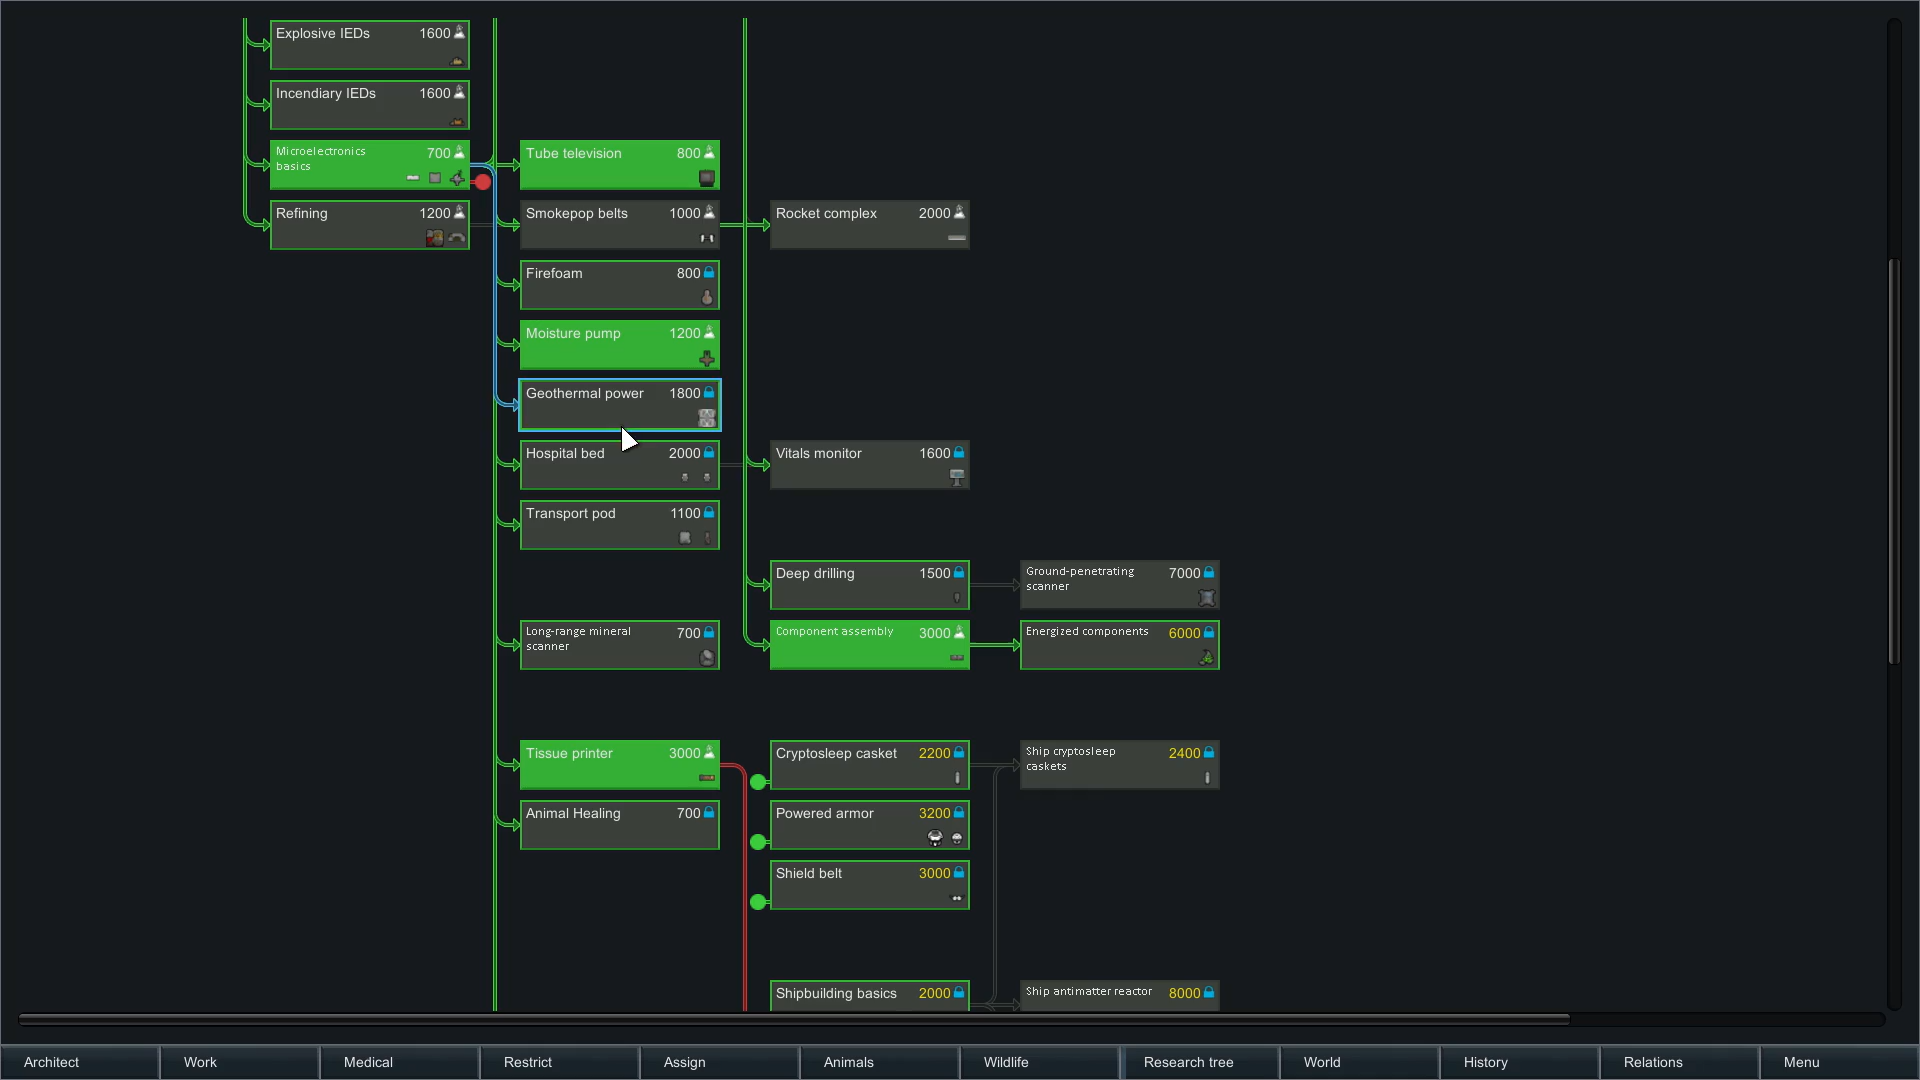 Explosive IEDs 1600
Incendiary IEDs 1600
Microelectronics
basics 700
Tube television 800
Refining 1200
Smokepop belts 1000
Rocket complex 2000
Firefoam 800
Moisture pump 1200
Geothermal power 1800
Hospital bed 2000
Vitals monitor 1600
Transport pod 1100
Deep drilling 1500
Ground-penetrating
scanner 7000
Long-range mineral
scanner 700
Component assembly 3000
Energized components 6000
Tissue printer 3000
Cryptosleep casket 2200
Ship cryptosleep
caskets 2400
Animal Healing 700
Powered armor 3200
Shield belt 3000
Shipbuilding basics 2000
Ship antimatter reactor 8000
Architect Work Medical Restrict Assign Animals Wildlife Research tree World History Relations Menu